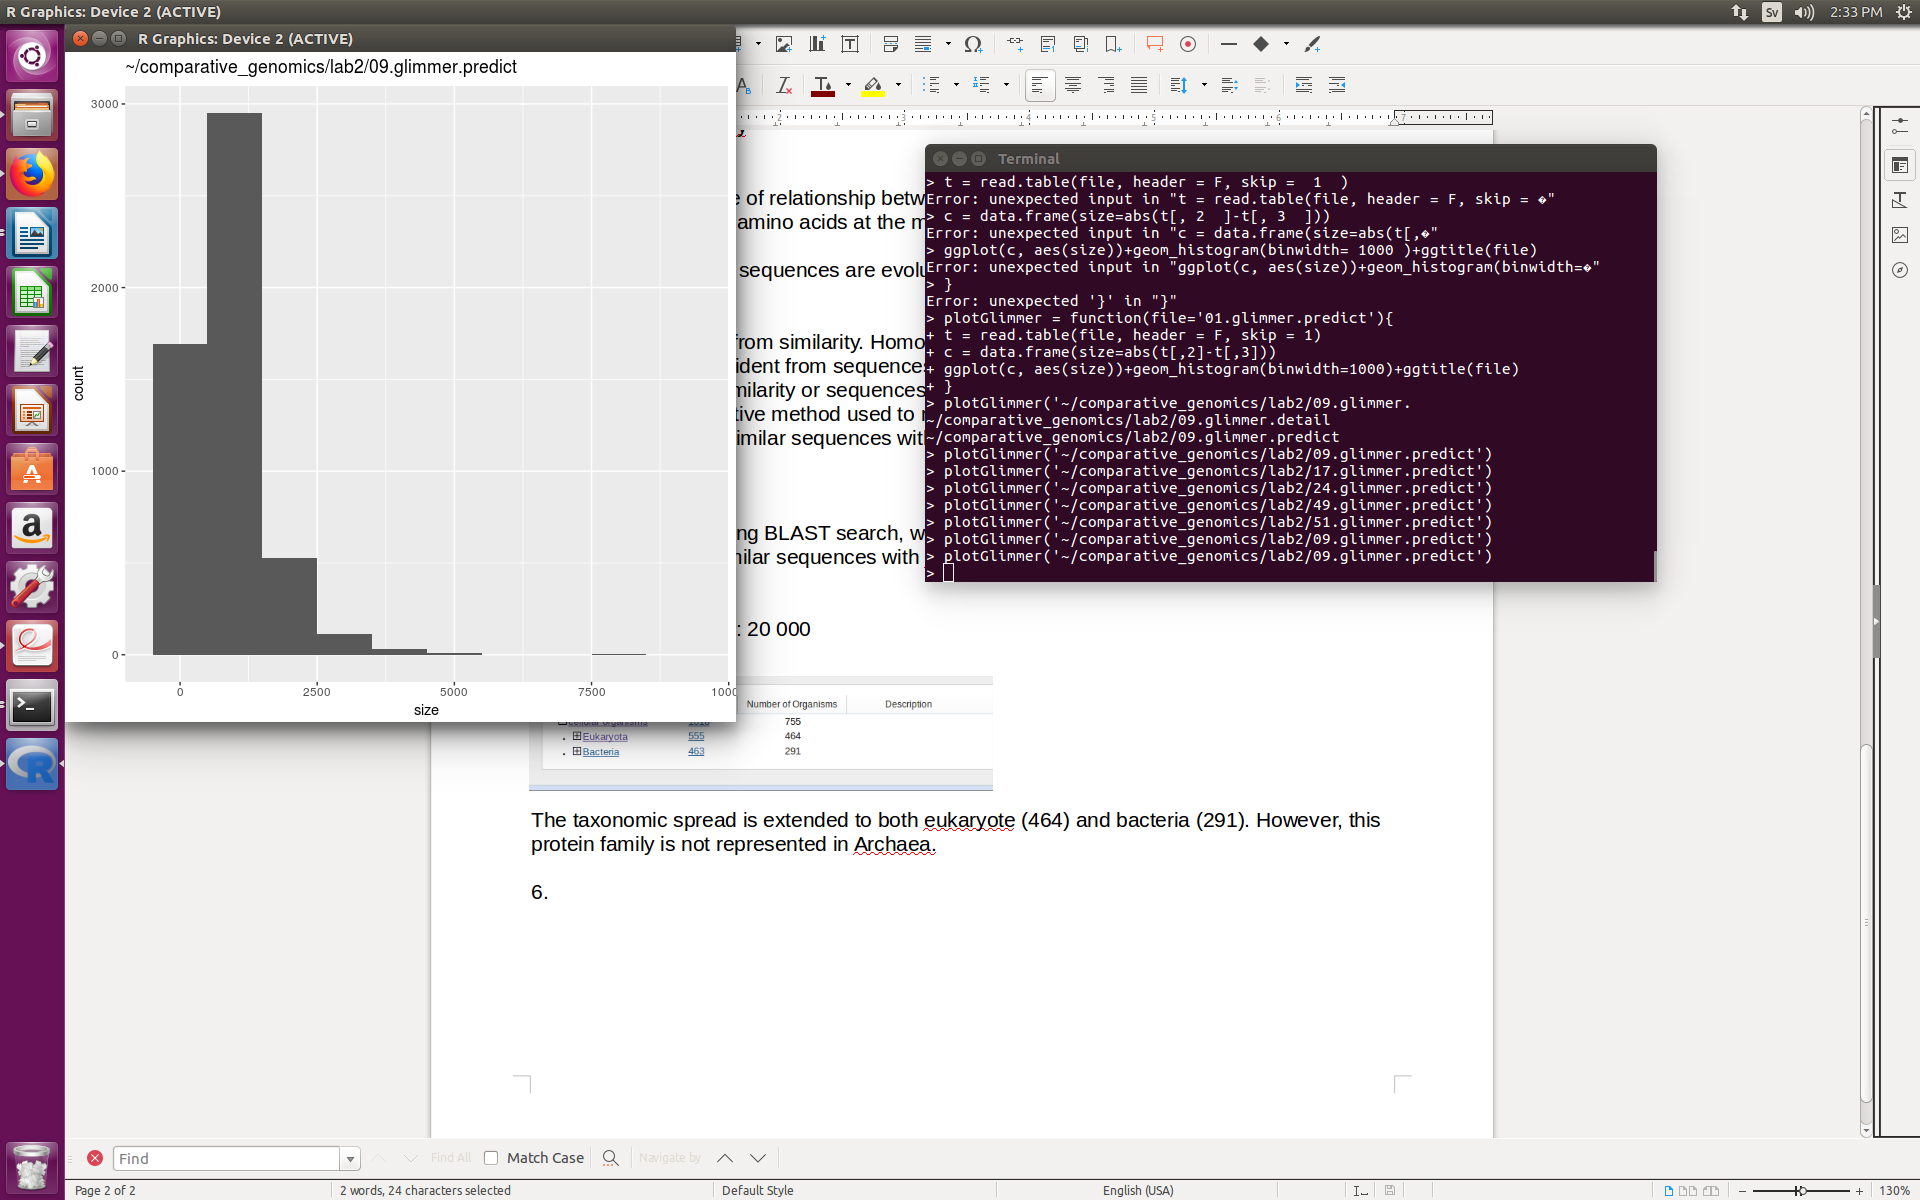 R Graphics: Device 2 (ACTIVE)
Sv
2:33 PM
R Graphics: Device 2 (ACTIVE)
~/comparative_genomics/lab2/09.glimmer.predict
3000
2000
1000
0
count
0
2500
5000
7500
1000
size
2
3
4
5
6
7
e of relationship betw
amino acids at the m
sequences are evolu
rom similarity. Homo
ident from sequences
milarity or sequences
tive method used to
imilar sequences wit
ng BLAST search, w
nilar sequences with
: 20 000
Terminal
> t = read.table(file, header = F, skip =  1  )
Error: unexpected input in "t = read.table(file, header = F, skip = �"
> c = data.frame(size=abs(t[, 2  ]-t[, 3  ]))
Error: unexpected input in "c = data.frame(size=abs(t[,�"
> ggplot(c, aes(size))+geom_histogram(binwidth= 1000 )+ggtitle(file)
Error: unexpected input in "ggplot(c, aes(size))+geom_histogram(binwidth=�"
> }
Error: unexpected '}' in "}"
> plotGlimmer = function(file='01.glimmer.predict'){
+ t = read.table(file, header = F, skip = 1)
+ c = data.frame(size=abs(t[,2]-t[,3]))
+ ggplot(c, aes(size))+geom_histogram(binwidth=1000)+ggtitle(file)
+ }
> plotGlimmer('~/comparative_genomics/lab2/09.glimmer.
~/comparative_genomics/lab2/09.glimmer.detail
~/comparative_genomics/lab2/09.glimmer.predict
> plotGlimmer('~/comparative_genomics/lab2/09.glimmer.predict')
> plotGlimmer('~/comparative_genomics/lab2/17.glimmer.predict')
> plotGlimmer('~/comparative_genomics/lab2/24.glimmer.predict')
> plotGlimmer('~/comparative_genomics/lab2/49.glimmer.predict')
> plotGlimmer('~/comparative_genomics/lab2/51.glimmer.predict')
> plotGlimmer('~/comparative_genomics/lab2/09.glimmer.predict')
> plotGlimmer('~/comparative_genomics/lab2/09.glimmer.predict')
>
Number of Organisms Description
755
Eukaryota 555 464
Bacteria 463 291
The taxonomic spread is extended to both eukaryote (464) and bacteria (291). However, this
protein family is not represented in Archaea.
6.
Find
Find All
Match Case
Navigate by
Page 2 of 2
2 words, 24 characters selected
Default Style
English (USA)
130%